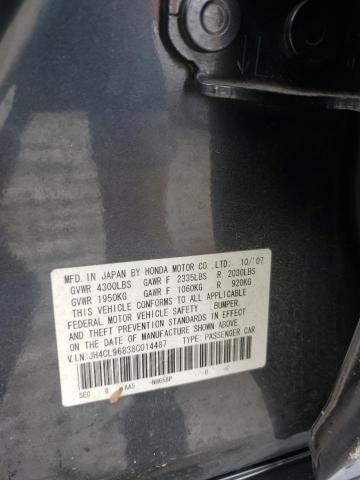 L
MFD. IN JAPAN BY HONDA MOTOR CO., LTD. 10/'07
GVWR 4300LBS GAWR F 2335LBS R 2030LBS
GVWR 1950KG GAWR F 1060KG R 920KG
THIS VEHICLE CONFORMS TO ALL APPLICABLE
FEDERAL MOTOR VEHICLE SAFETY BUMPER,
AND THEFT PREVENTION STANDARDS IN EFFECT
ON THE DATE OF MANUFACTURE SHOWN ABOVE.
V.I.N.: JH4CL96838C014487 TYPE: PASSENGER CAR
SEC AAS